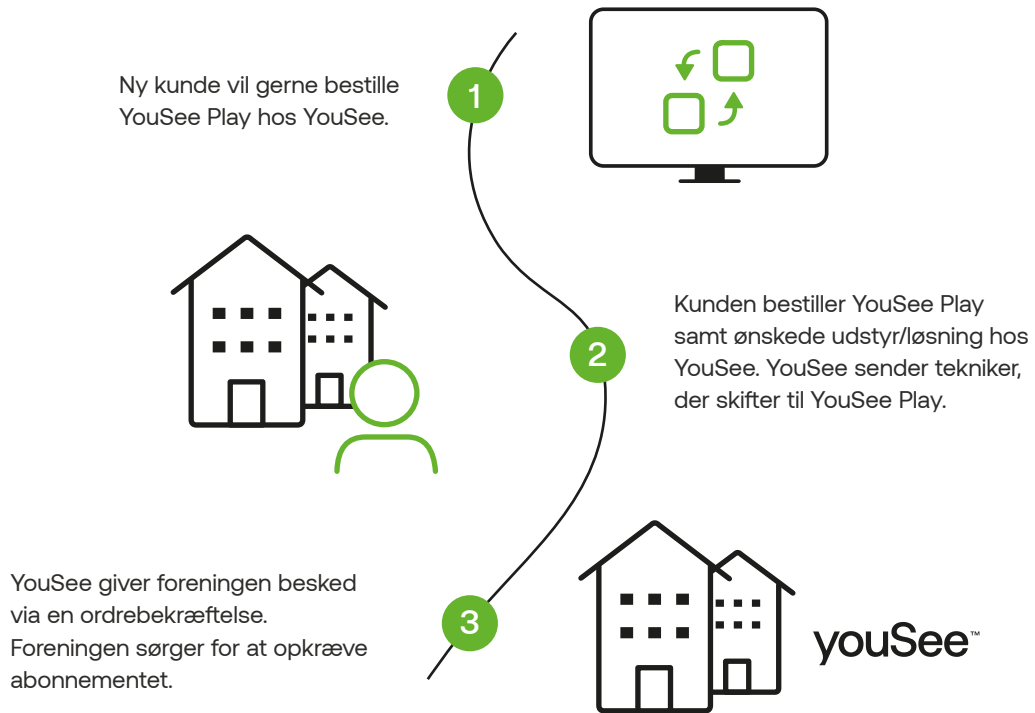 Ny kunde vil gerne bestille
YouSee Play hos YouSee.
1
2
Kunden bestiller YouSee Play
samt ønskede udstyr/løsning hos
YouSee. YouSee sender tekniker,
der skifter til YouSee Play.
YouSee giver foreningen besked
via en ordrebekræftelse.
Foreningen sørger for at opkræve
abonnementet.
3
youSee™